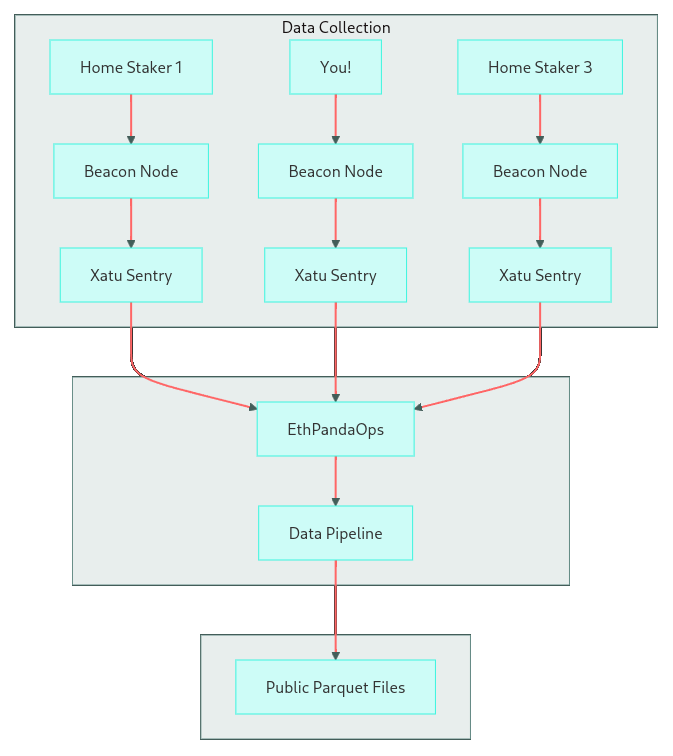 Data Collection
Home Staker 1
You!
Home Staker 3
Beacon Node
Beacon Node
Beacon Node
Xatu Sentry
Xatu Sentry
Xatu Sentry
EthPandaOps
Data Pipeline
Public Parquet Files